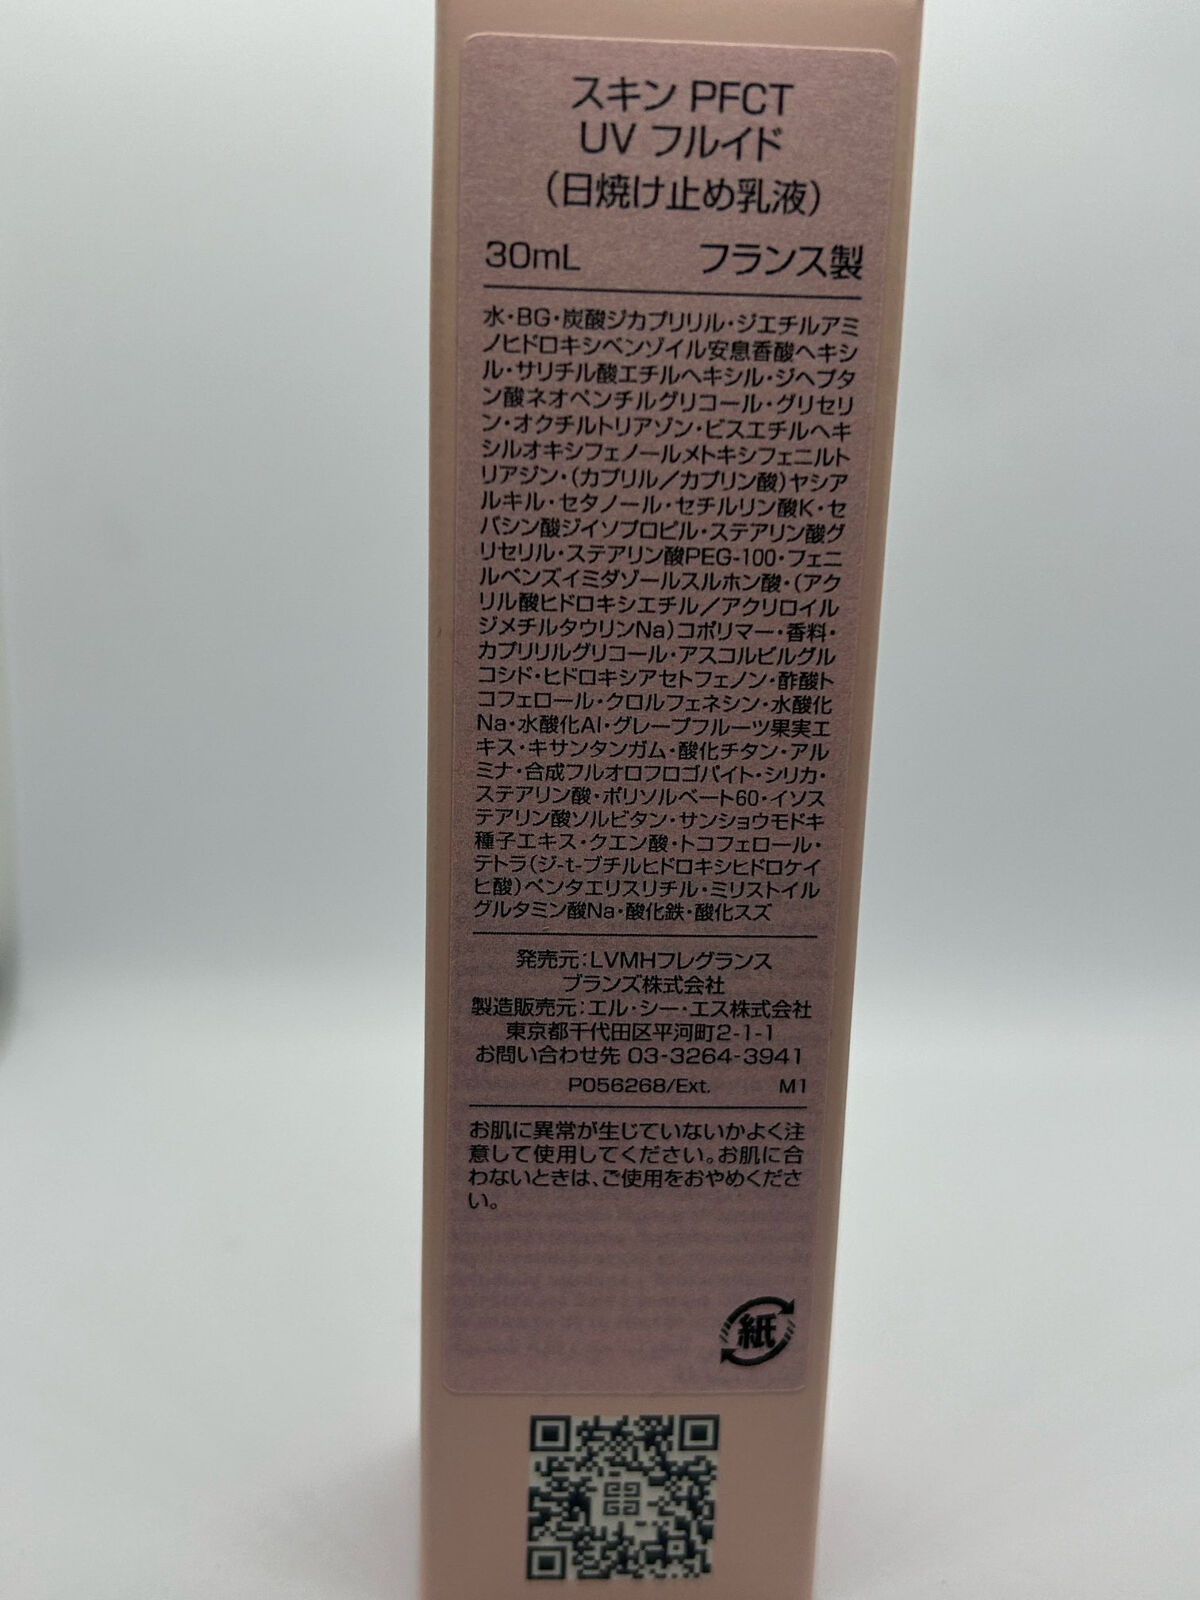 スキン PFCT
UV フルイド
(日焼け止め乳液)
30mL フランス製
水・BG・炭酸ジカプリリル・ジエチルアミ
ノヒドロキシベンゾイル安息香酸ヘキシ
ル・サリチル酸エチルヘキシル・ジヘプタ
ン酸ネオペンチルグリコール・グリセリ
ン・オクチルトリアゾン・ビスエチルヘキ
シルオキシフェノールメトキシフェニルト
リアジン・(カプリル/カプリン酸)ヤシア
ルキル・セタノール・セチルリン酸K・セ
バシン酸ジイソプロピル・ステアリン酸グ
リセリル・ステアリン酸PEG-100・フェニ
ルベンズイミダゾールスルホン酸・(アク
リル酸ヒドロキシエチル/アクリロイル
ジメチルタウリンNa)コポリマー・香料・
カプリリルグリコール・アスコルビルグル
コシド・ヒドロキシアセトフェノン・酢酸ト
コフェロール・クロルフェネシン・水酸化
Na・水酸化Al・グレープフルーツ果実エ
キス・キサンタンガム・酸化チタン・アル
ミナ・合成フルオロフロゴパイト・シリカ・
ステアリン酸・ポリソルベート60・イソス
テアリン酸ソルビタン・サンショウモドキ
種子エキス・クエン酸・トコフェロール・
テトラ(ジ-t-ブチルヒドロキシヒドロケイ
ヒ酸)ペンタエリスリチル・ミリストイル
グルタミン酸Na・酸化鉄・酸化スズ
発売元:LVMHフレグランス
ブランズ株式会社
製造販売元:エル・シー・エス株式会社
東京都千代田区平河町2-1-1
お問い合わせ先 03-3264-3941
P056268/Ext. M1
お肌に異常が生じていないかよく注
意して使用してください。お肌に合
わないときは、ご使用をおやめくださ
い。
紙